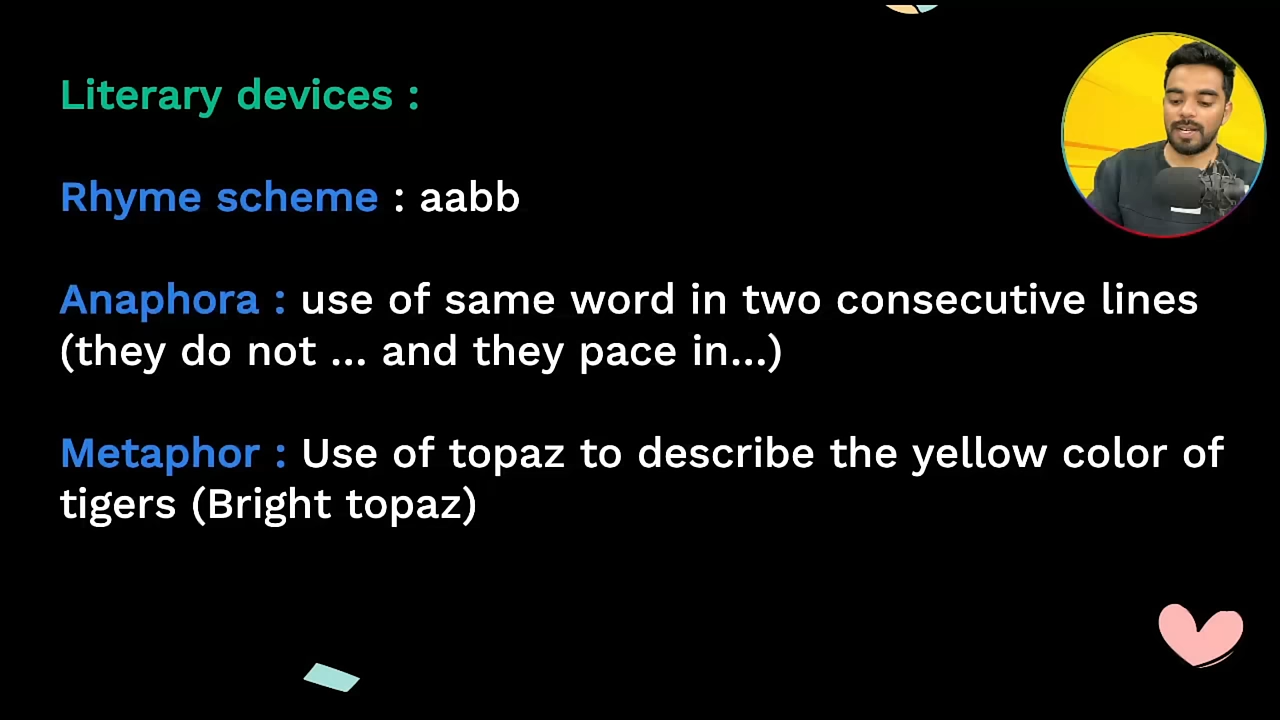 Literary devices :
Rhyme scheme : aabb
Anaphora : use of same word in two consecutive lines
(they do not ... and they pace in...)
Metaphor : Use of topaz to describe the yellow color of
tigers (Bright topaz)